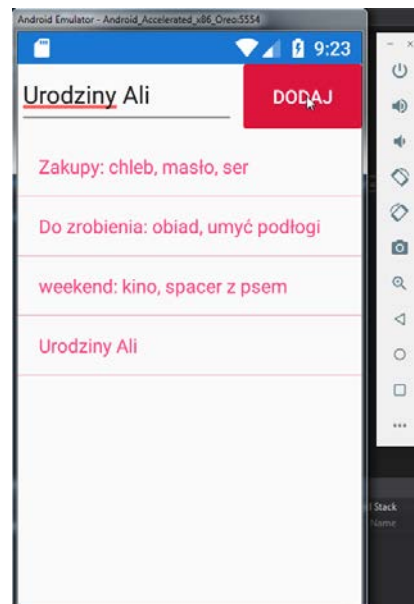 Android Emulator - Android_Accelerated_x86_Oreo:5554
9:23
Urodziny Ali
DODAJ
Zakupy: chleb, masło, ser
Do zrobienia: obiad, umyć podłogi
weekend: kino, spacer z psem
Urodziny Ali
l Stack
Name